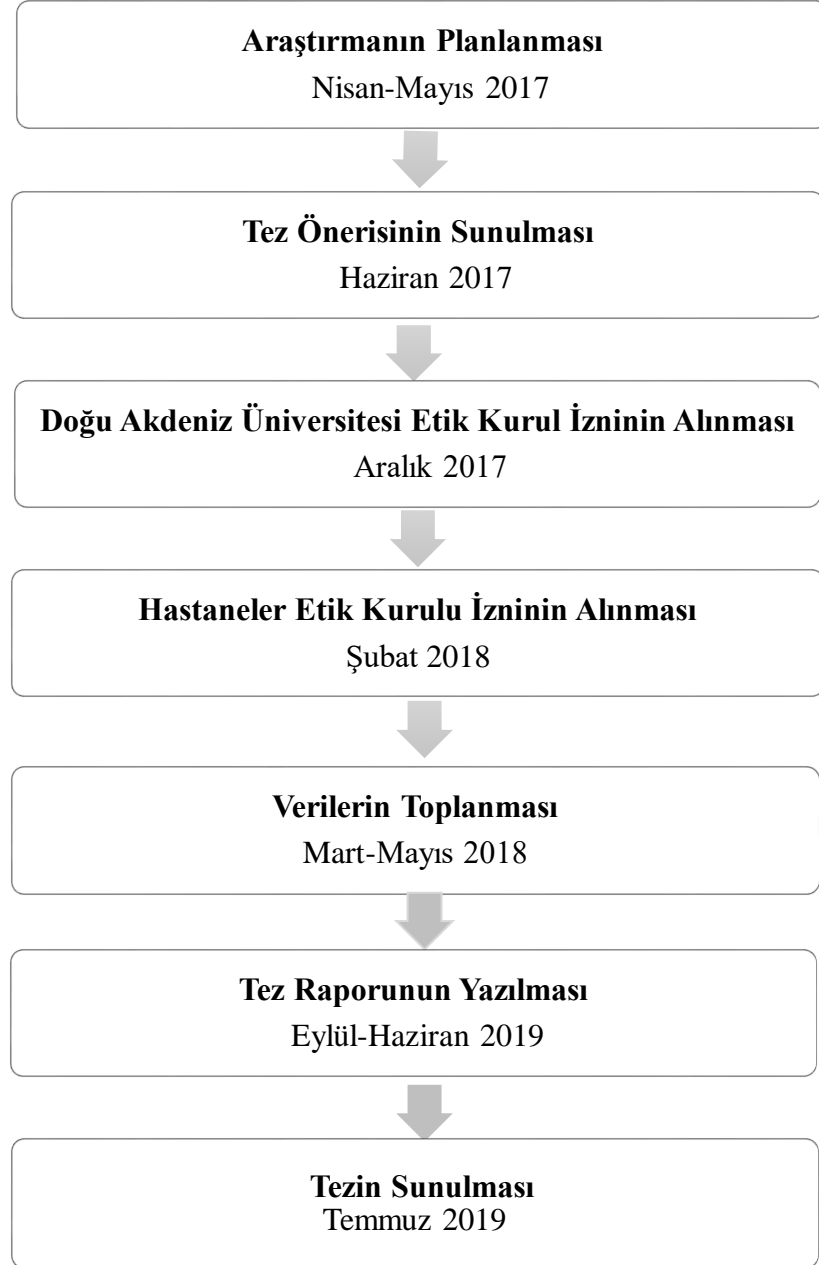 Araştırmanın Planlanması
Nisan-Mayıs 2017
Tez Önerisinin Sunulması
Haziran 2017
Doğu Akdeniz Üniversitesi Etik Kurul İzninin Alınması
Aralık 2017
Hastaneler Etik Kurulu İzninin Alınması
Şubat 2018
Verilerin Toplanması
Mart-Mayıs 2018
Tez Raporunun Yazılması
Eylül-Haziran 2019
Tezin Sunulması
Temmuz 2019